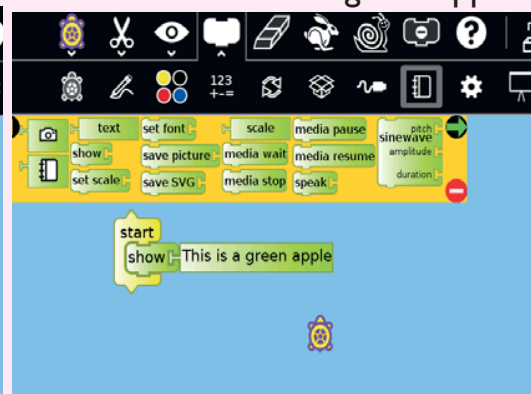 ?
123
+-=
text set font scale media pause pitch
sinewave
show save picture media wait media resume amplitude
set scale save SVG media stop speak duration
start
show This is a green apple